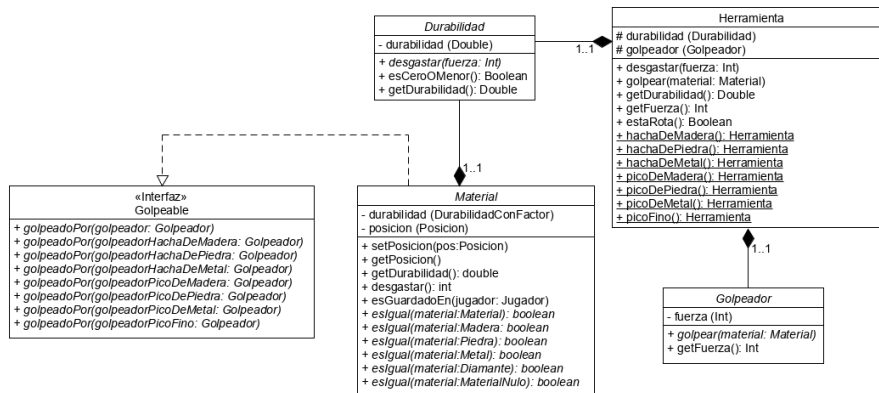 Durabilidad
- durabilidad (Double)
+ desgastar(fuerza: Int)
+ esCeroOMenor(): Boolean
+ getDurabilidad(): Double
1..1
Herramienta
# durabilidad (Durabilidad)
# golpeador (Golpeador)
+ desgastar(fuerza: Int)
+ golpear(material: Material)
+ getDurabilidad(): Double
+ getFuerza(): Int
+ estaRota(): Boolean
+ hachaDeMadera(): Herramienta
+ hachaDePiedra(): Herramienta
+ hachaDeMetal(): Herramienta
+ picoDeMadera(): Herramienta
+ picoDePiedra(): Herramienta
+ picoDeMetal(): Herramienta
+ picoFino(): Herramienta
1..1
1..1
«Interfaz»
Golpeable
+ golpeadoPor(golpeador: Golpeador)
+ golpeadoPor(golpeadorHachaDeMadera: Golpeador)
+ golpeadoPor(golpeadorHachaDePiedra: Golpeador)
+ golpeadoPor(golpeadorHachaDeMetal: Golpeador)
+ golpeadoPor(golpeadorPicoDeMadera: Golpeador)
+ golpeadoPor(golpeadorPicoDePiedra: Golpeador)
+ golpeadoPor(golpeadorPicoDeMetal: Golpeador)
+ golpeadoPor(golpeadorPicoFino: Golpeador)
Material
- durabilidad (DurabilidadConFactor)
- posicion (Posicion)
+ setPosicion(pos:Posicion)
+ getPosicion()
+ getDurabilidad(): double
+ desgastar(): int
+ esGuardadoEn(jugador: Jugador)
+ esIgual(material:Material): boolean
+ esIgual(material:Madera): boolean
+ esIgual(material:Piedra): boolean
+ esIgual(material:Metal): boolean
+ esIgual(material:Diamante): boolean
+ esIgual(material:MaterialNulo): boolean
Golpeador
- fuerza (Int)
+ golpear(material: Material)
+ getFuerza(): Int